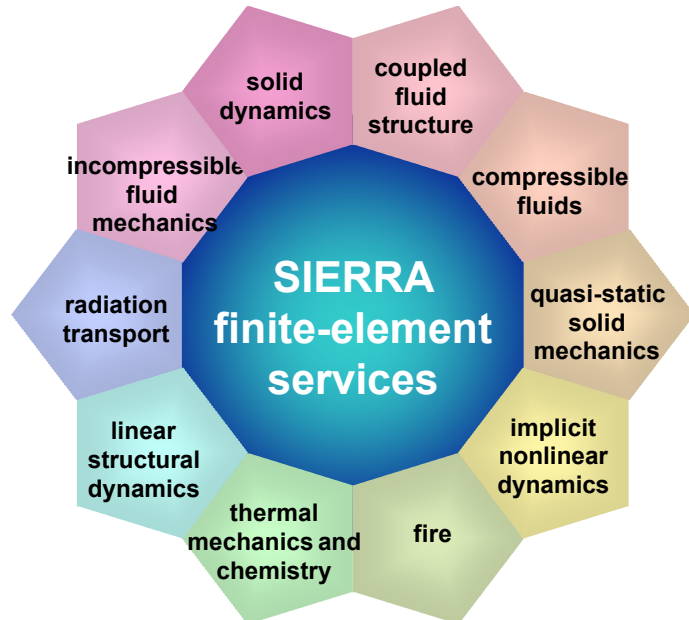 solid
dynamics
coupled
fluid
structure
incompressible
fluid
mechanics
compressible
fluids
radiation
transport
SIERRA
finite-element
services
quasi-static
solid
mechanics
linear
structural
dynamics
implicit
nonlinear
dynamics
thermal
mechanics and
chemistry
fire